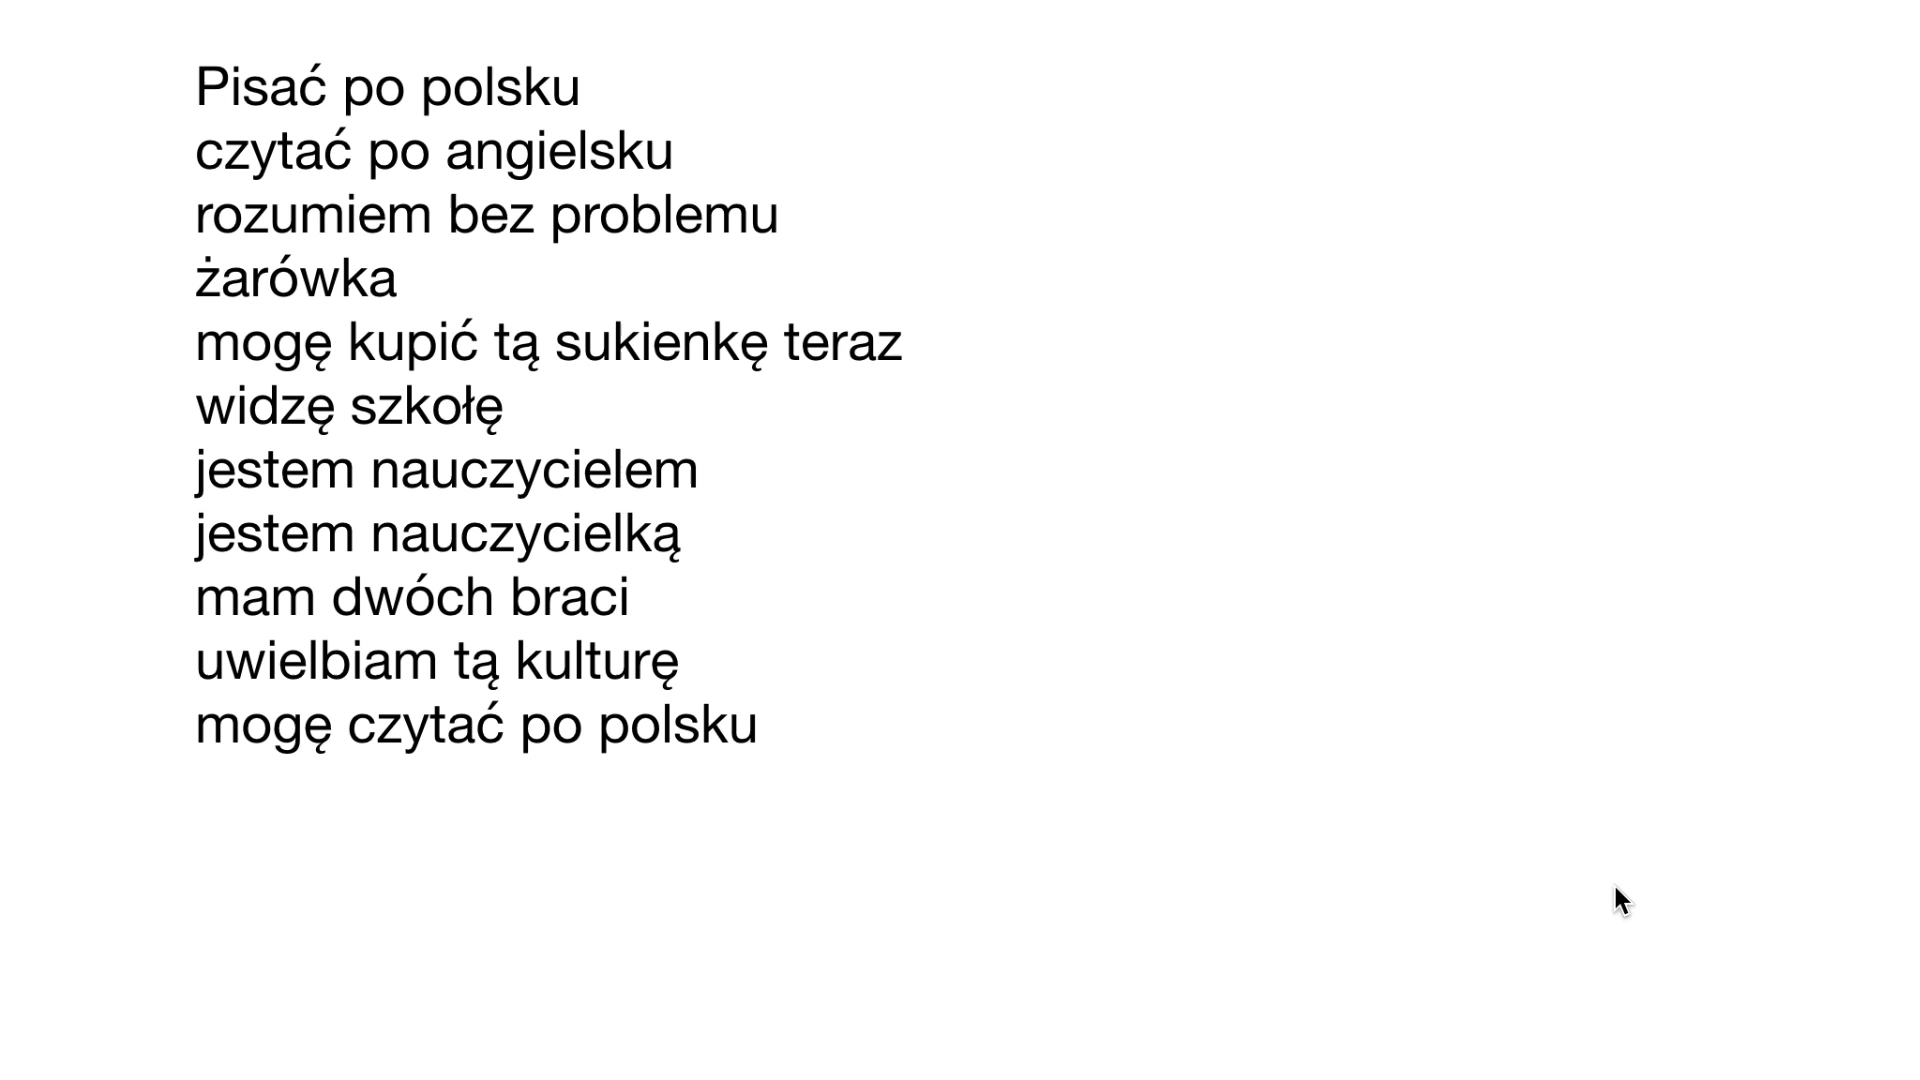 Pisać po polsku
czytać po angielsku
rozumiem bez problemu
żarówka
mogę kupić tą sukienkę teraz
widzę szkołę
jestem nauczycielem
jestem nauczycielką
mam dwóch braci
uwielbiam tą kulturę
mogę czytać po polsku